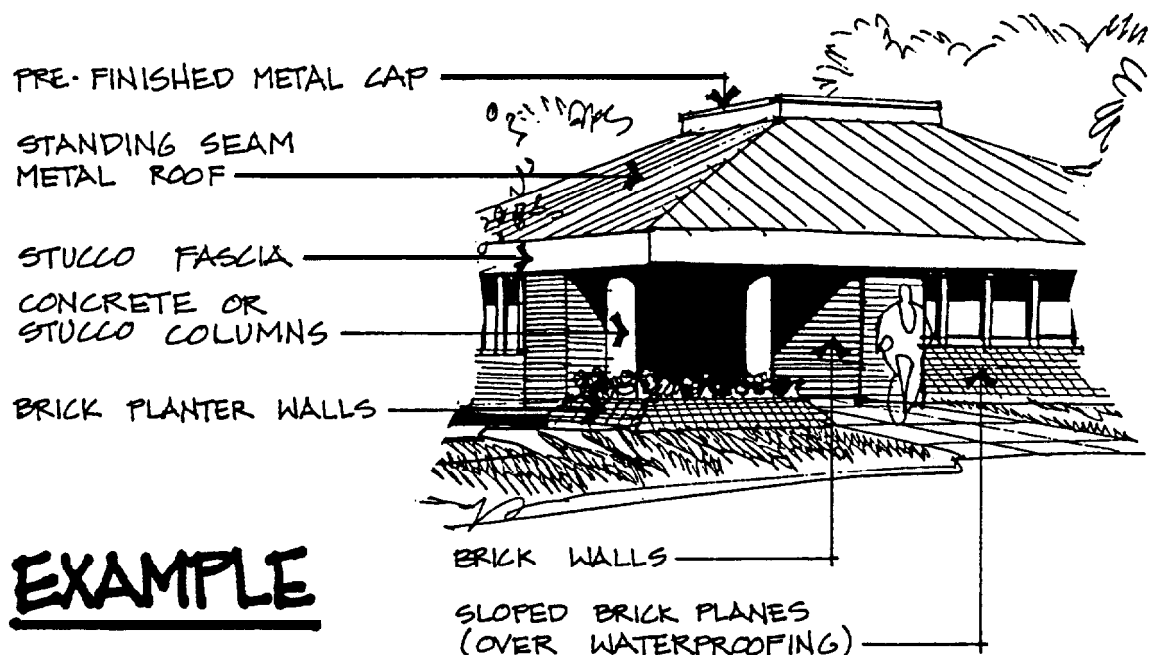 PRE-FINISHED METAL CAP
STANDING SEAM
METAL ROOF
STUCCO FASCIA
CONCRETE OR
STUCCO COLUMNS
BRICK PLANTER WALLS
BRICK WALLS
SLOPED BRICK PLANES
(OVER WATERPROOFING)
EXAMPLE